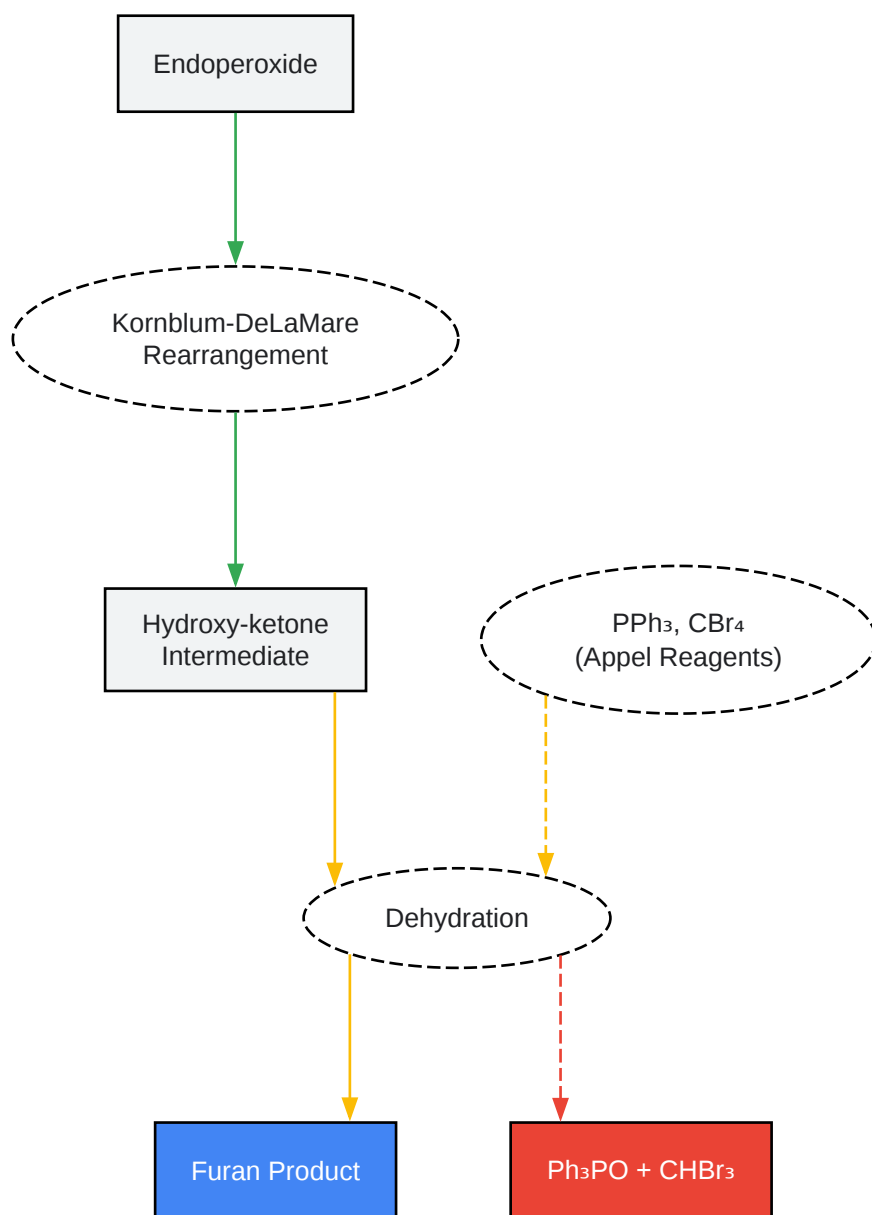 Endoperoxide
Kornblum-DeLaMare
Rearrangement
Hydroxy-ketone
Intermediate
PPh₃, CBr₄
(Appel Reagents)
Dehydration
Furan Product
Ph₃PO + CHBr₃